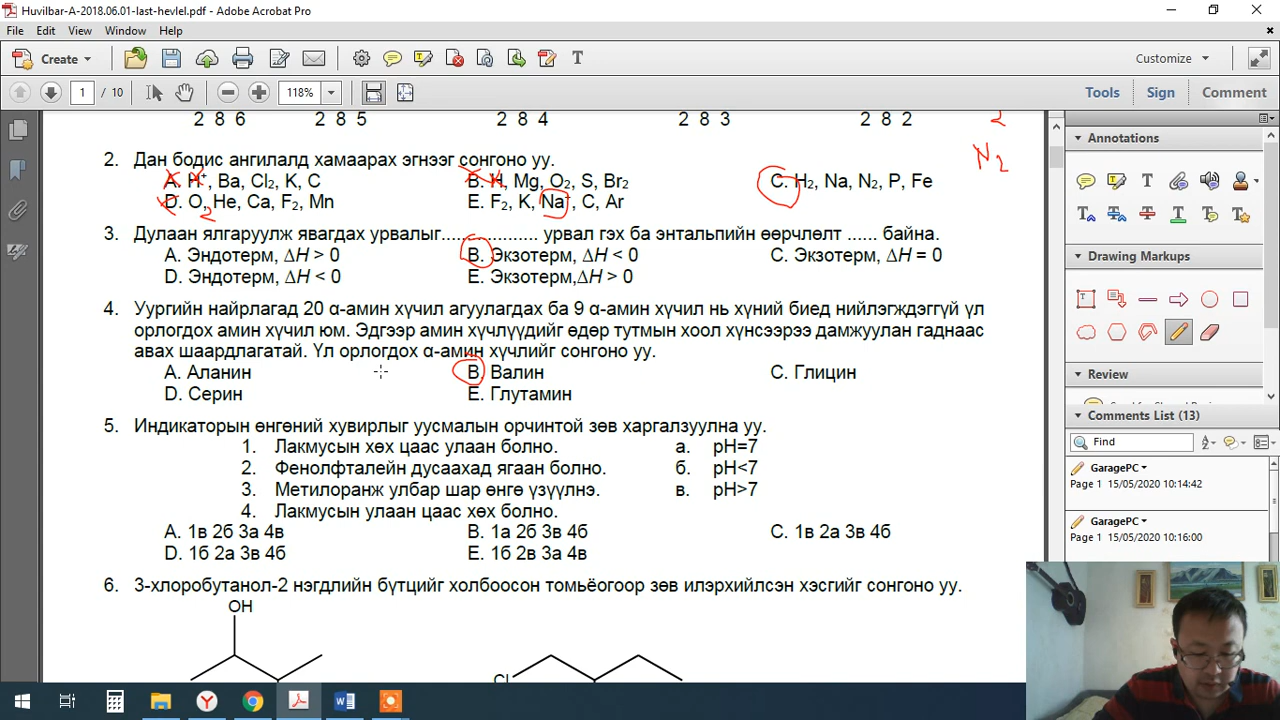 Huvilbar-A-2018.06.01-last-hevlel.pdf - Adobe Acrobat Pro
File Edit View Window Help
Create Customize
1 / 10 118% Tools Sign Comment
2 8 6 2 8 5 2 8 4 2 8 3 2 8 2 2
N2
2. Дан бодис ангилалд хамаарах эгнээг сонгоно уу.
A. H⁺, Ba, Cl₂, K, C B. H, Mg, O₂, S, Br₂ C. H₂, Na, N₂, P, Fe
D. O, 2 He, Ca, F₂, Mn E. F₂, K, Na⁺, C, Ar
3. Дулаан ялгаруулж явагдах урвалыг.................. урвал гэх ба энтальпийн өөрчлөлт ...... байна.
A. Эндотерм, ΔH > 0 B. Экзотерм, ΔH < 0 C. Экзотерм, ΔH = 0
D. Эндотерм, ΔH < 0 E. Экзотерм,ΔH > 0
4. Уургийн найрлагад 20 α-амин хүчил агуулагдах ба 9 α-амин хүчил нь хүний биед нийлэгждэггүй үл
орлогдох амин хүчил юм. Эдгээр амин хүчлүүдийг өдөр тутмын хоол хүнсээрээ дамжуулан гаднаас
авах шаардлагатай. Үл орлогдох α-амин хүчлийг сонгоно уу.
A. Аланин B. Валин C. Глицин
D. Серин E. Глутамин
5. Индикаторын өнгөний хувирлыг уусмалын орчинтой зөв харгалзуулна уу.
1. Лакмусын хөх цаас улаан болно. а. pH=7
2. Фенолфталейн дусаахад ягаан болно. б. pH<7
3. Метилоранж улбар шар өнгө үзүүлнэ. в. pH>7
4. Лакмусын улаан цаас хөх болно.
A. 1в 2б 3а 4в B. 1а 2б 3в 4б C. 1в 2а 3в 4б
D. 1б 2а 3в 4б E. 1б 2в 3а 4в
6. 3-хлоробутанол-2 нэгдлийн бүтцийг холбоосон томьёогоор зөв илэрхийлсэн хэсгийг сонгоно уу.
OH
Cl
Annotations
Drawing Markups
Review
Comments List (13)
Find
GaragePC
Page 1 15/05/2020 10:14:42
GaragePC
Page 1 15/05/2020 10:16:00